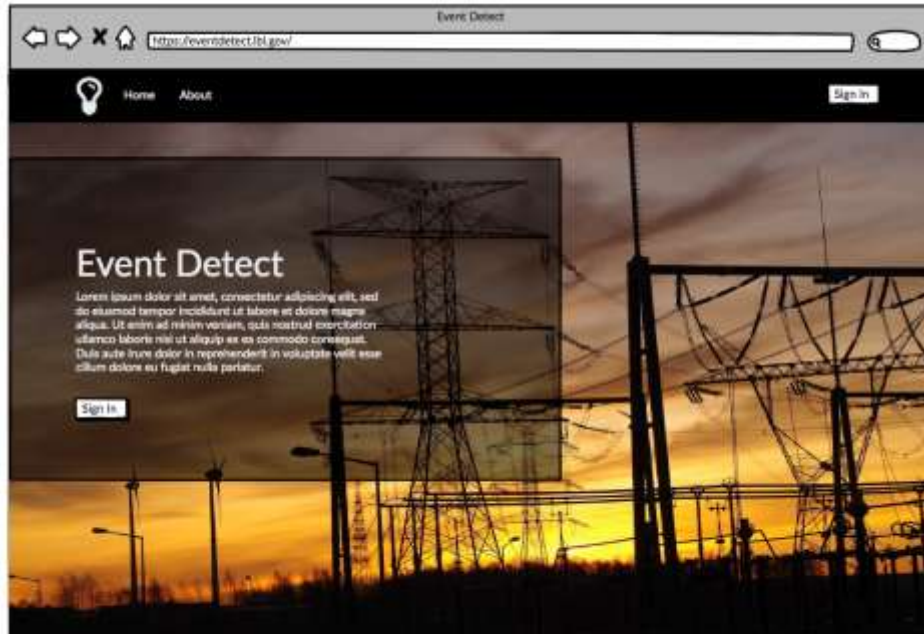 Event Detect
https://eventdetect.lbl.gov/
Home About Sign In
Event Detect
Lorem ipsum dolor sit amet, consectetur adipiscing elit, sed
do eiusmod tempor incididunt ut labore et dolore magna
aliqua. Ut enim ad minim veniam, quis nostrud exercitation
ullamco laboris nisi ut aliquip ex ea commodo consequat.
Duis aute irure dolor in reprehenderit in voluptate velit esse
cillum dolore eu fugiat nulla pariatur.
Sign In